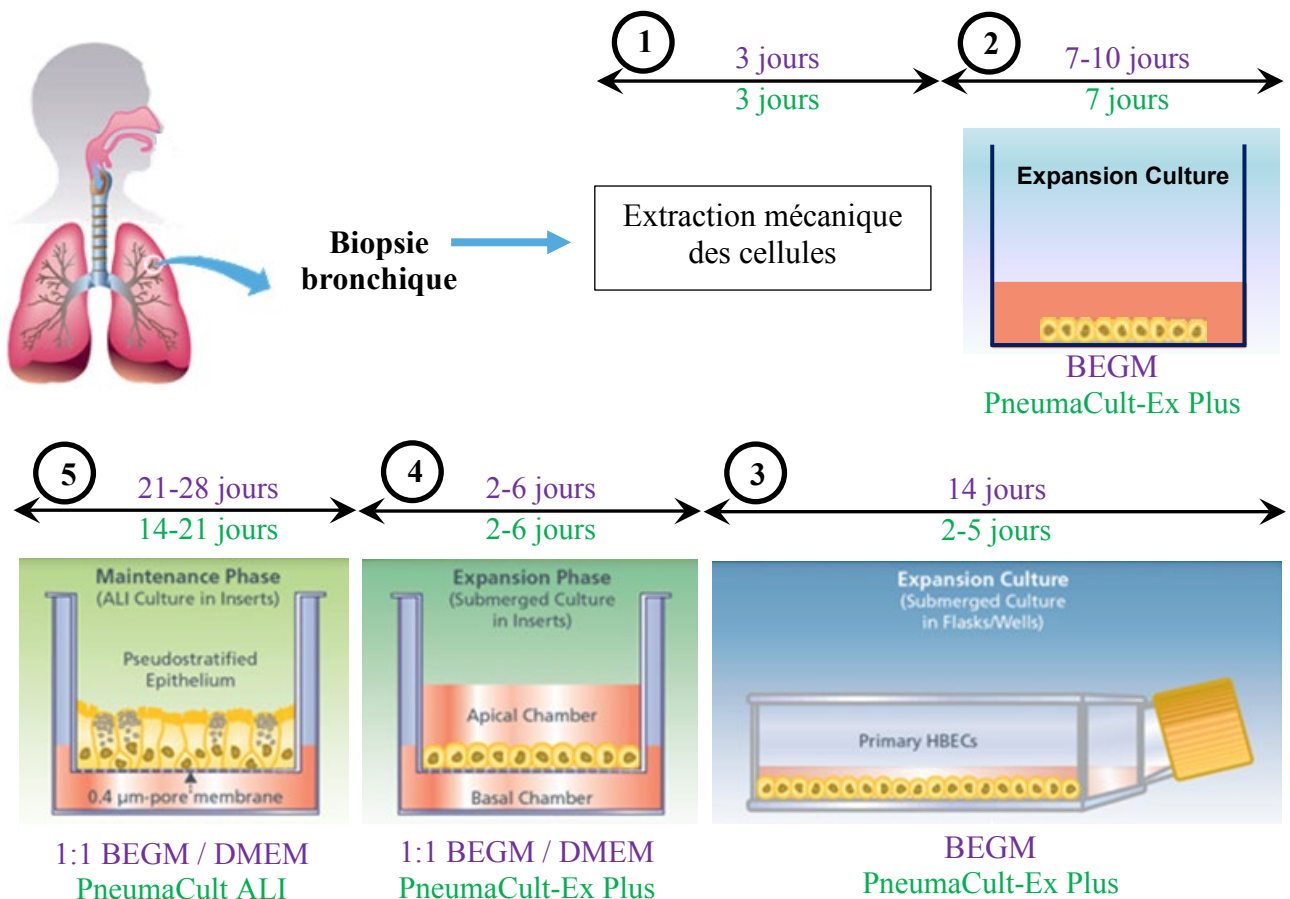 1
3 jours
3 jours
2
7-10 jours
7 jours
Biopsie
bronchique
Extraction mécanique
des cellules
Expansion Culture
BEGM
PneumaCult-Ex Plus
5
21-28 jours
14-21 jours
Maintenance Phase
(ALI Culture in Inserts)
Pseudostratified
Epithelium
0.4 µm-pore membrane
1:1 BEGM / DMEM
PneumaCult ALI
4
2-6 jours
2-6 jours
Expansion Phase
(Submerged Culture
in Inserts)
Apical Chamber
Basal Chamber
1:1 BEGM / DMEM
PneumaCult-Ex Plus
3
14 jours
2-5 jours
Expansion Culture
(Submerged Culture
in Flasks/Wells)
Primary HBECs
BEGM
PneumaCult-Ex Plus